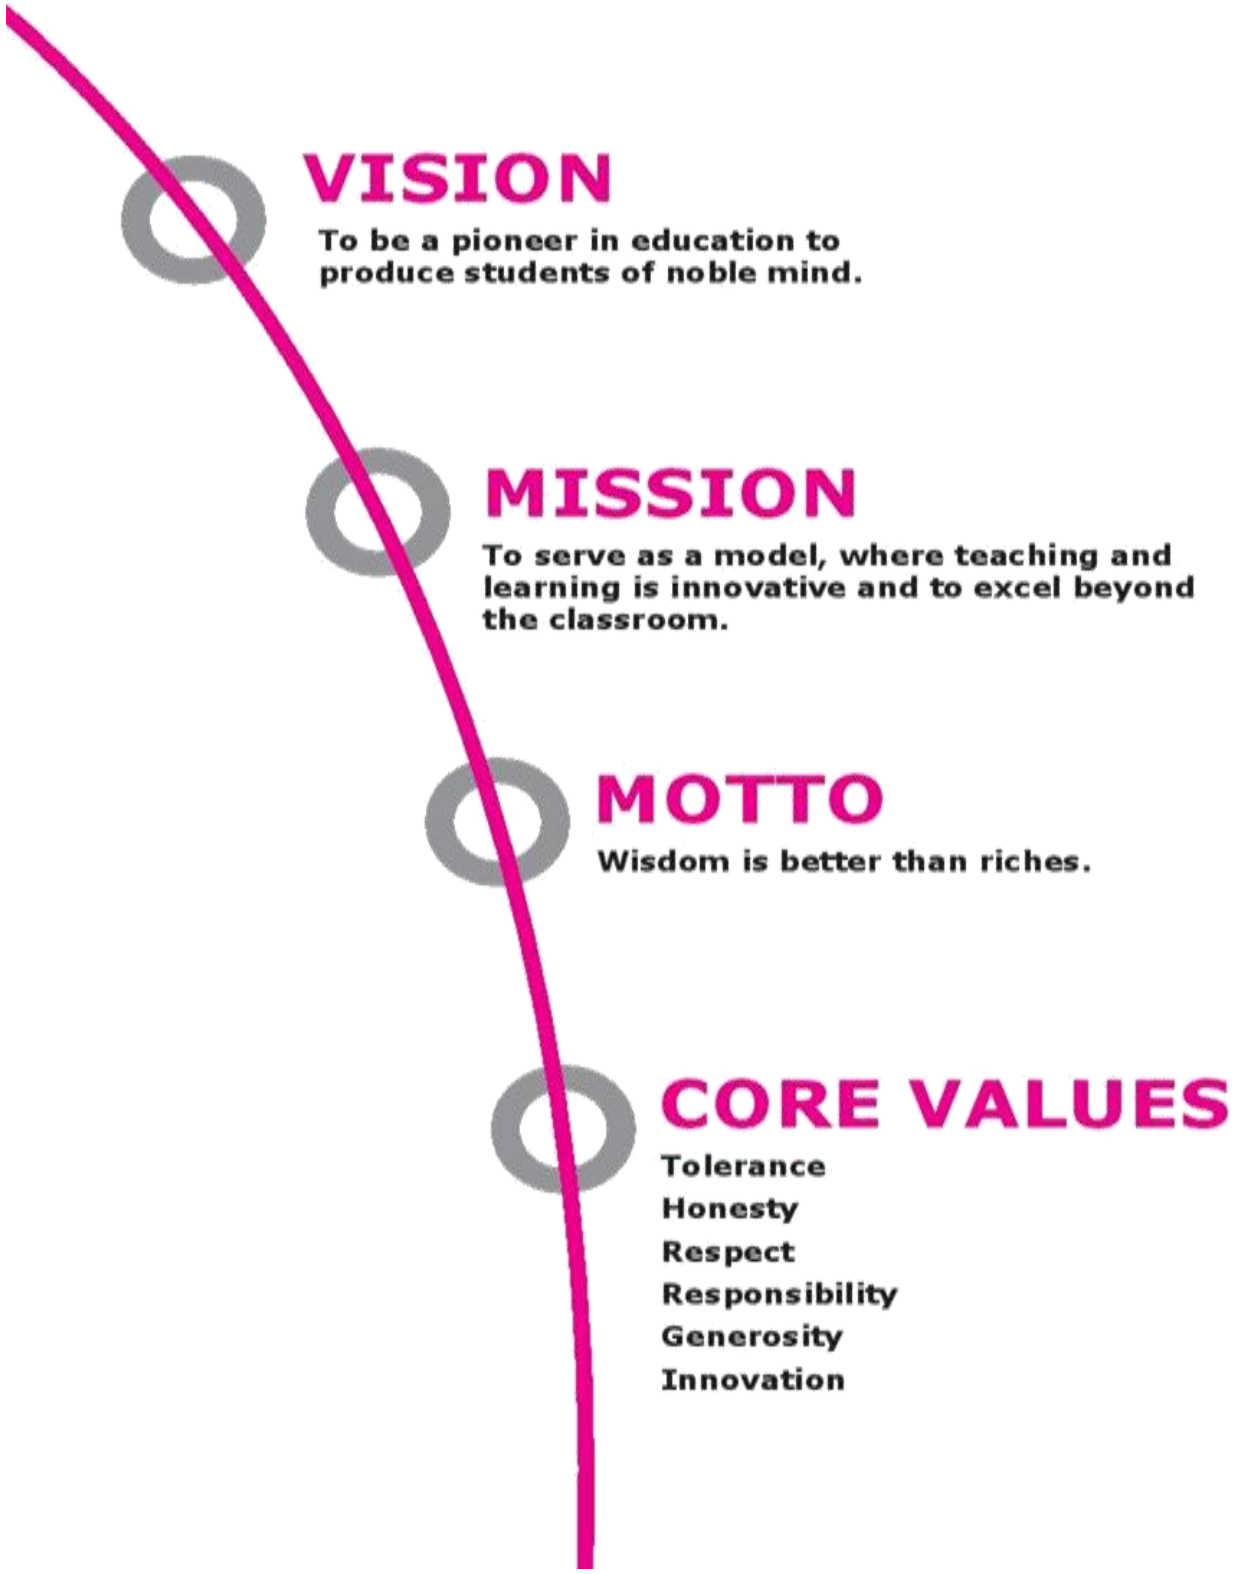 VISION
To be a pioneer in education to
produce students of noble mind.
MISSION
To serve as a model, where teaching and
learning is innovative and to excel beyond
the classroom.
MOTTO
Wisdom is better than riches.
CORE VALUES
Tolerance
Honesty
Respect
Responsibility
Generosity
Innovation